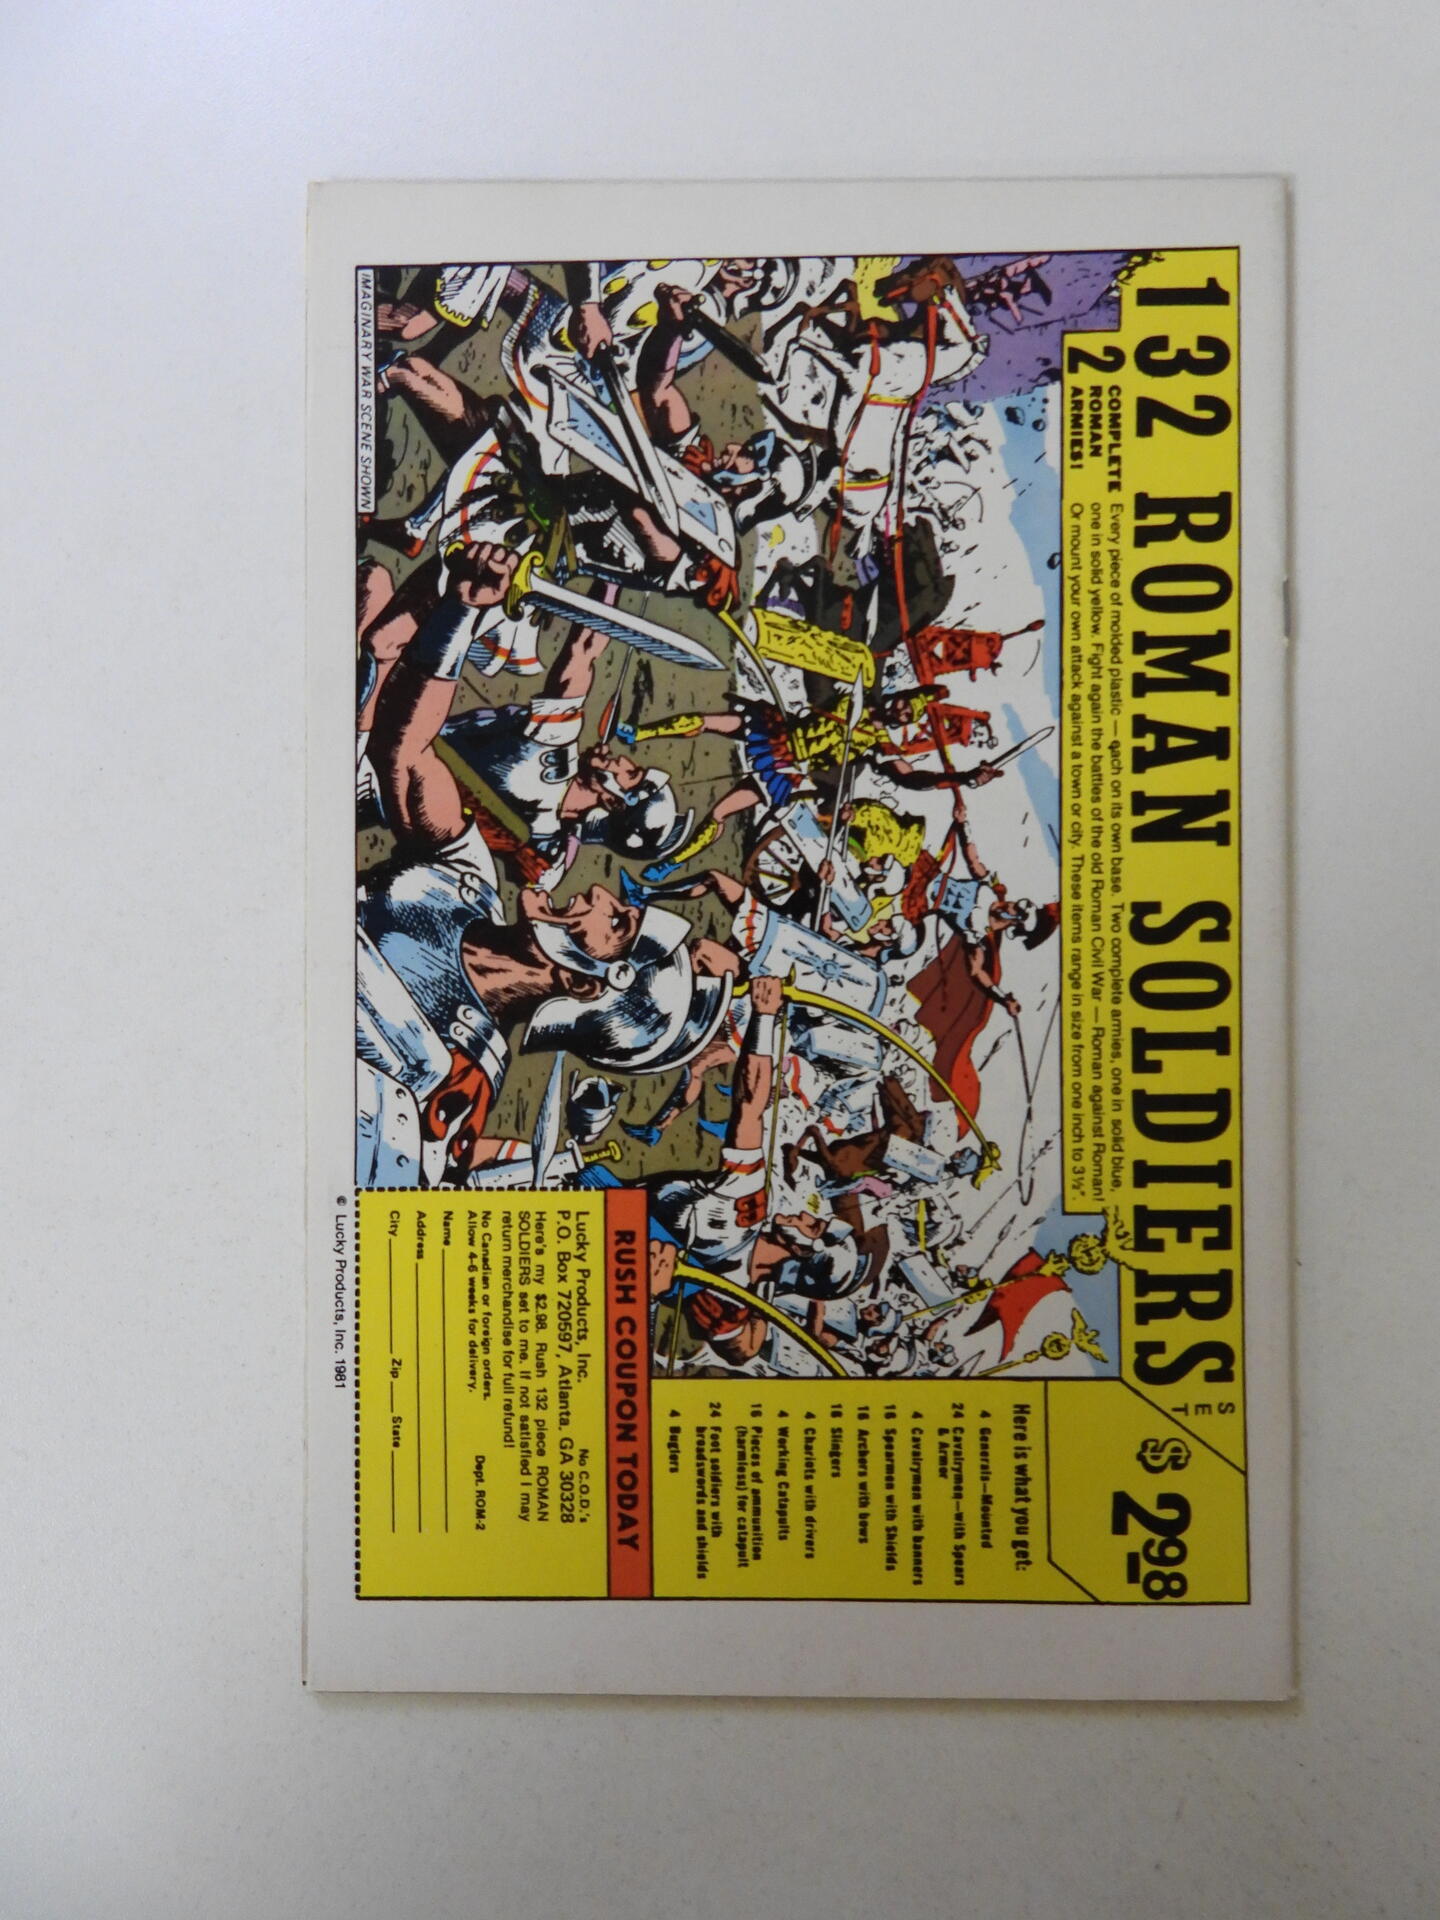 132 ROMAN SOLDIERS
SET
$2.98
2 COMPLETE
ROMAN
ARMIES!
Every piece of molded plastic — each on its own base. Two complete armies, one in solid blue,
one in solid yellow. Fight again the battles of the old Roman Civil War — Roman against Roman!
Or mount your own attack against a town or city. These items range in size from one inch to 3½".
IMAGINARY WAR SCENE SHOWN
Here is what you get:
4 Generals—Mounted
24 Cavalrymen—with Spears
& Armor
4 Cavalrymen with banners
16 Spearmen with Shields
16 Archers with bows
16 Slingers
4 Chariots with drivers
4 Working Catapults
16 Pieces of ammunition
(harmless) for catapult
24 Foot soldiers with
broadswords and shields
4 Buglers
RUSH COUPON TODAY
Lucky Products, Inc. No C.O.D.'s
P.O. Box 720597, Atlanta, GA 30328
Here's my $2.98. Rush 132 piece ROMAN
SOLDIERS set to me. If not satisfied I may
return merchandise for full refund!
No Canadian or foreign orders.
Allow 4-6 weeks for delivery. Dept. ROM-2
Name
Address
City Zip State
© Lucky Products, Inc. 1981